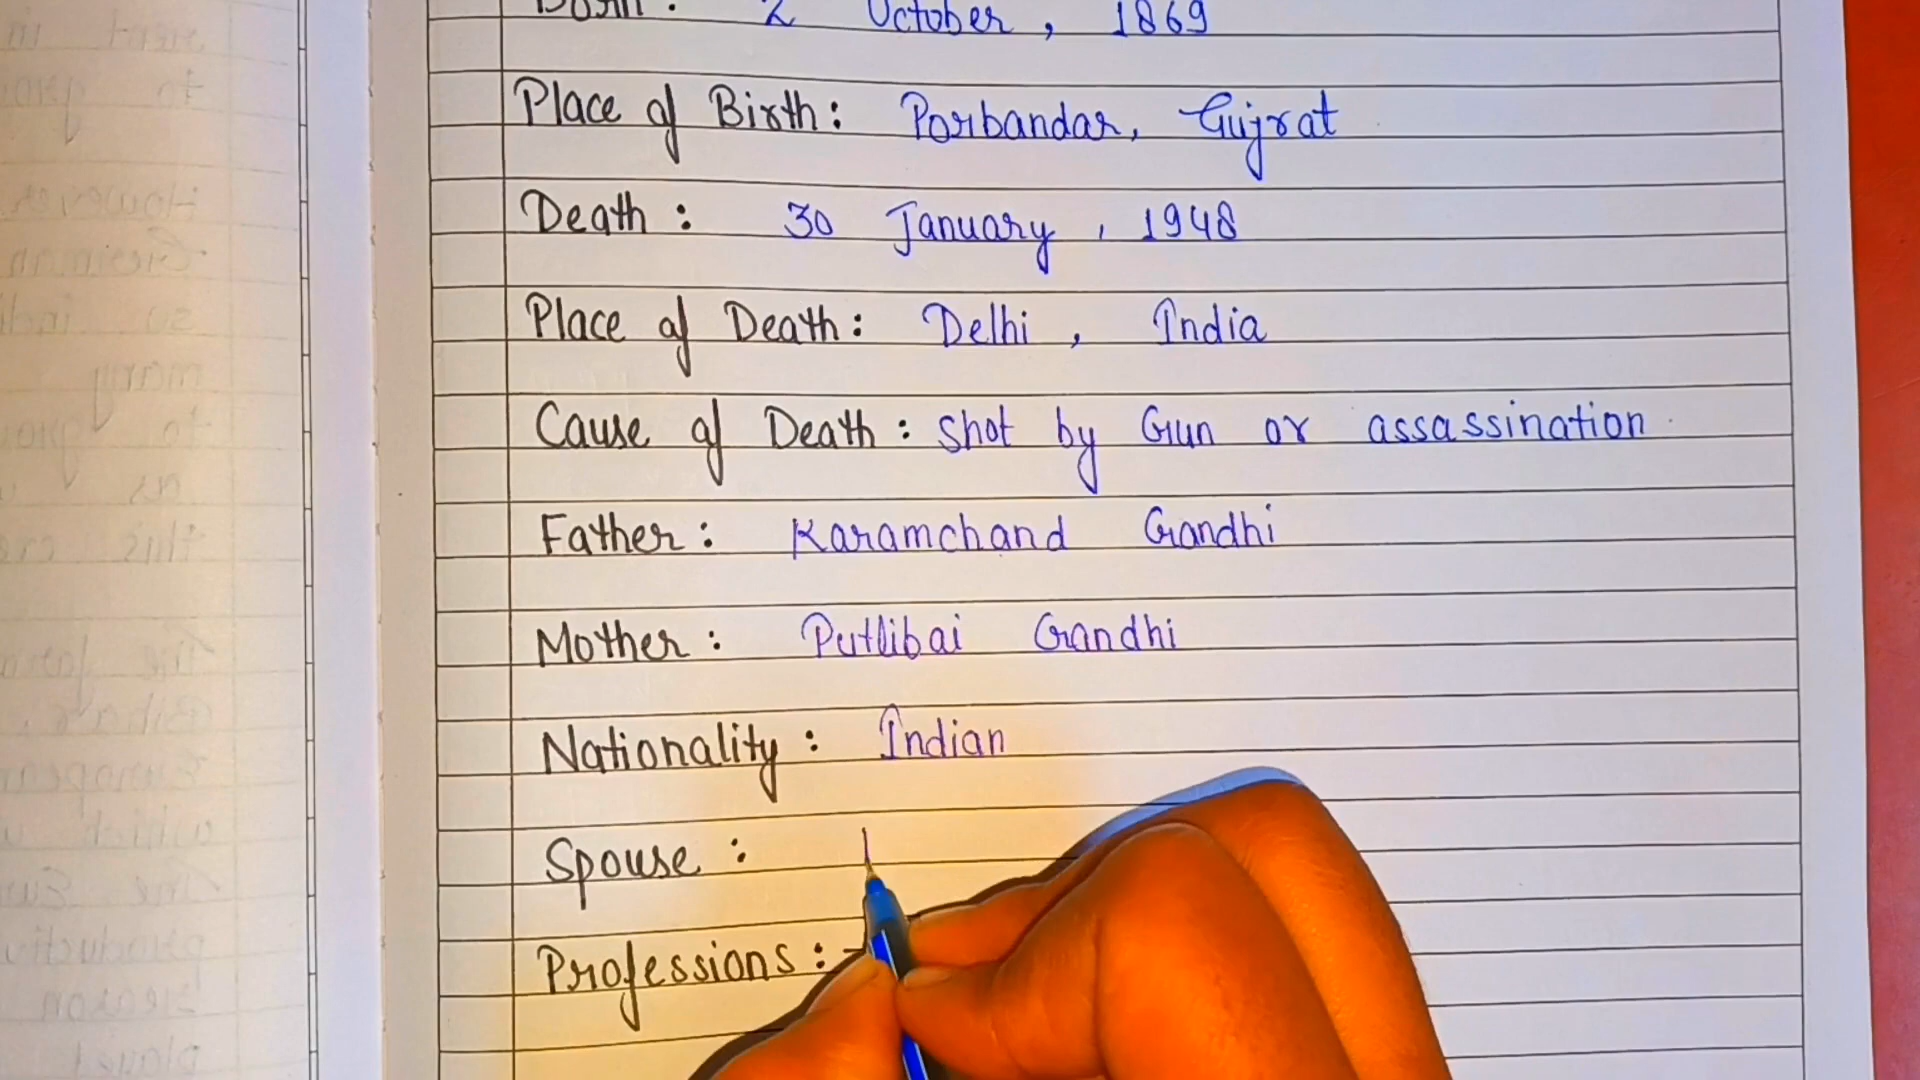 Born : 2 October, 1869
Place of Birth: Porbandar, Gujrat
Death : 30 January, 1948
Place of Death: Delhi, India
Cause of Death: Shot by Gun or assassination
Father: Karamchand Gandhi
Mother: Putlibai Gandhi
Nationality: Indian
Spouse :
Professions: